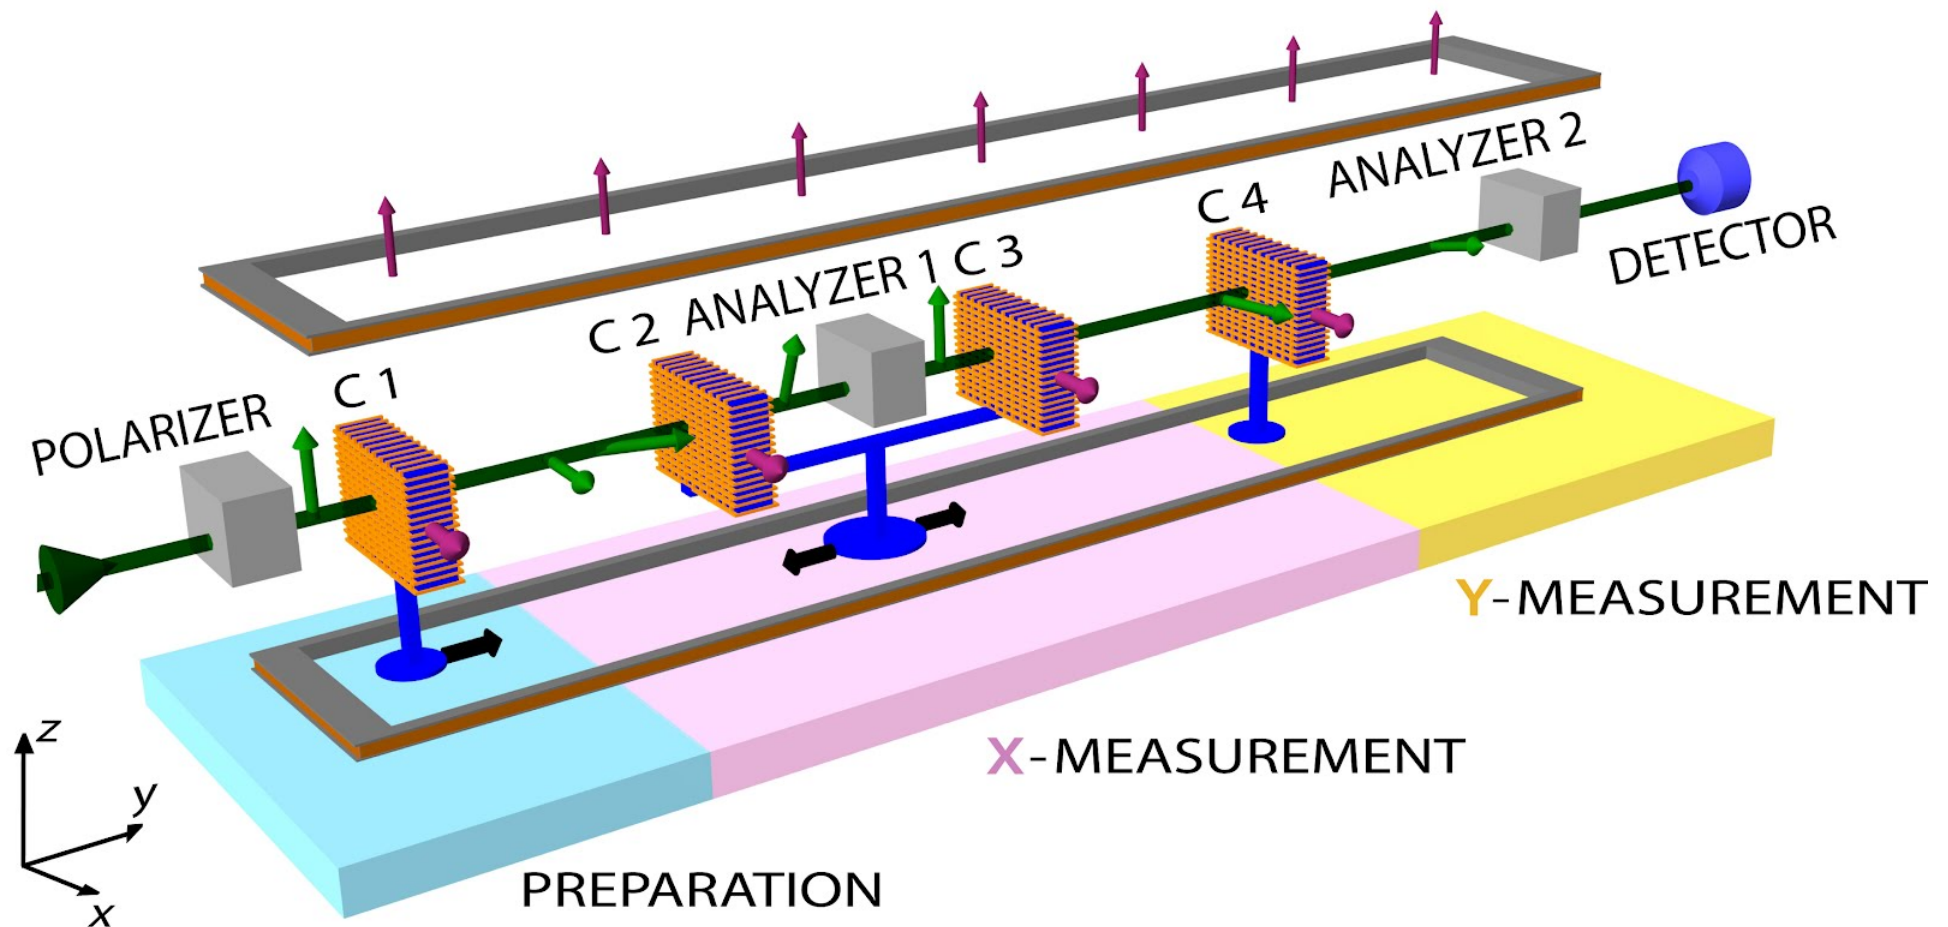 POLARIZER
C 1
C 2
ANALYZER 1
C 3
C 4
ANALYZER 2
DETECTOR
Y-MEASUREMENT
X-MEASUREMENT
PREPARATION
z
y
x